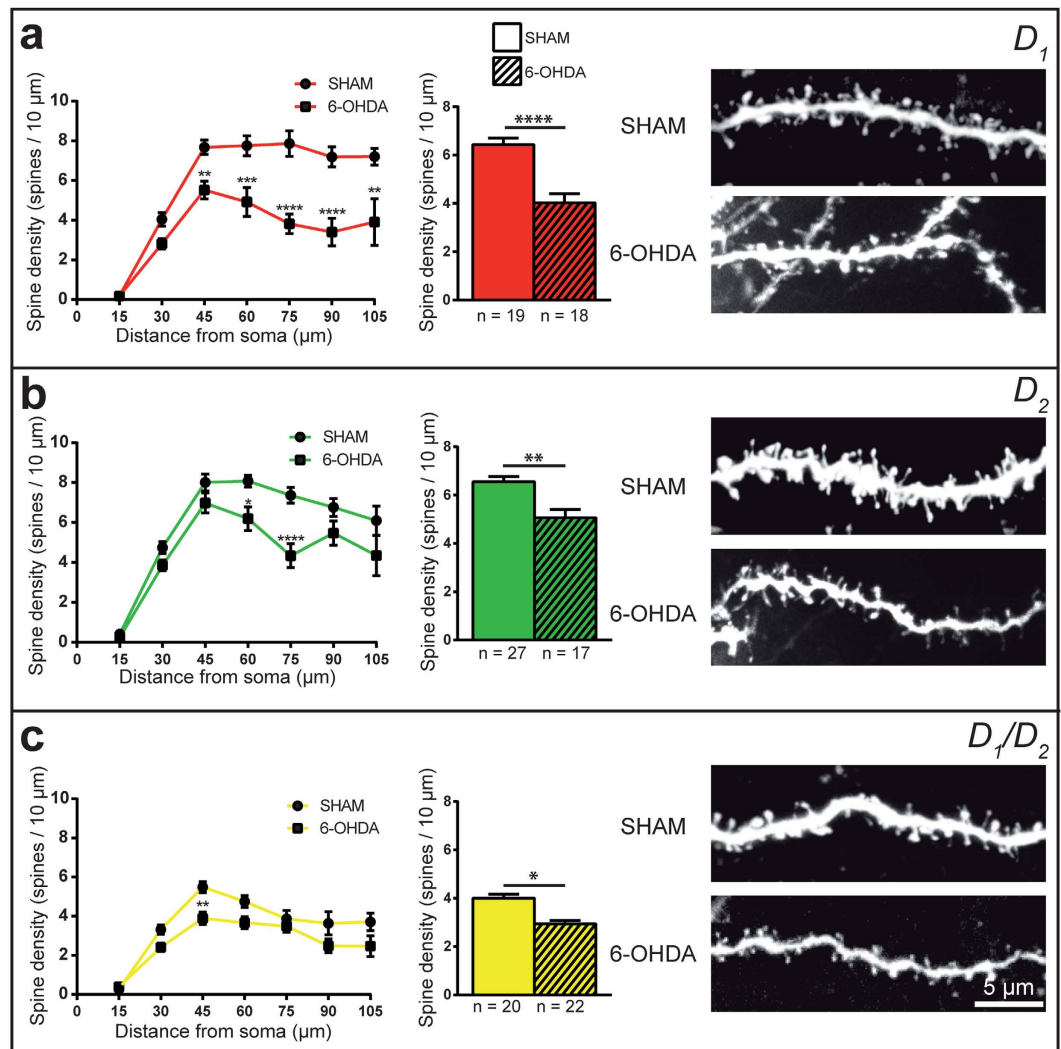 a
SHAM
6-OHDA
D1
SHAM
6-OHDA
Spine density (spines / 10 µm)
10
8
6
4
2
0
** *** **** **** **
0 15 30 45 60 75 90 105
Distance from soma (µm)
Spine density (spines / 10 µm)
8
6
4
2
0
****
n = 19 n = 18
SHAM
6-OHDA
b
D2
SHAM
6-OHDA
Spine density (spines / 10 µm)
10
8
6
4
2
0
* ****
0 15 30 45 60 75 90 105
Distance from soma (µm)
Spine density (spines / 10 µm)
8
6
4
2
0
**
n = 27 n = 17
SHAM
6-OHDA
c
D1/D2
SHAM
6-OHDA
Spine density (spines / 10 µm)
10
8
6
4
2
0
**
0 15 30 45 60 75 90 105
Distance from soma (µm)
Spine density (spines / 10 µm)
8
6
4
2
0
*
n = 20 n = 22
SHAM
6-OHDA
5 µm